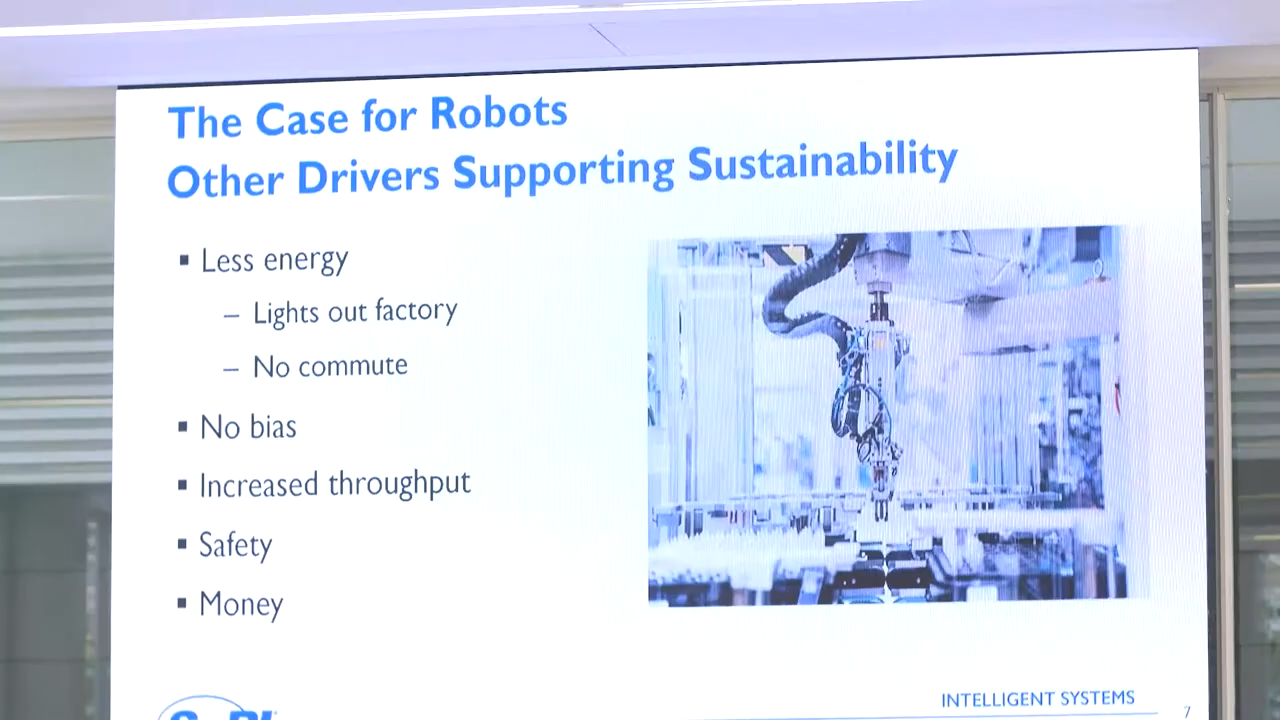 The Case for Robots
Other Drivers Supporting Sustainability
▪ Less energy
– Lights out factory
– No commute
▪ No bias
▪ Increased throughput
▪ Safety
▪ Money
INTELLIGENT SYSTEMS
7